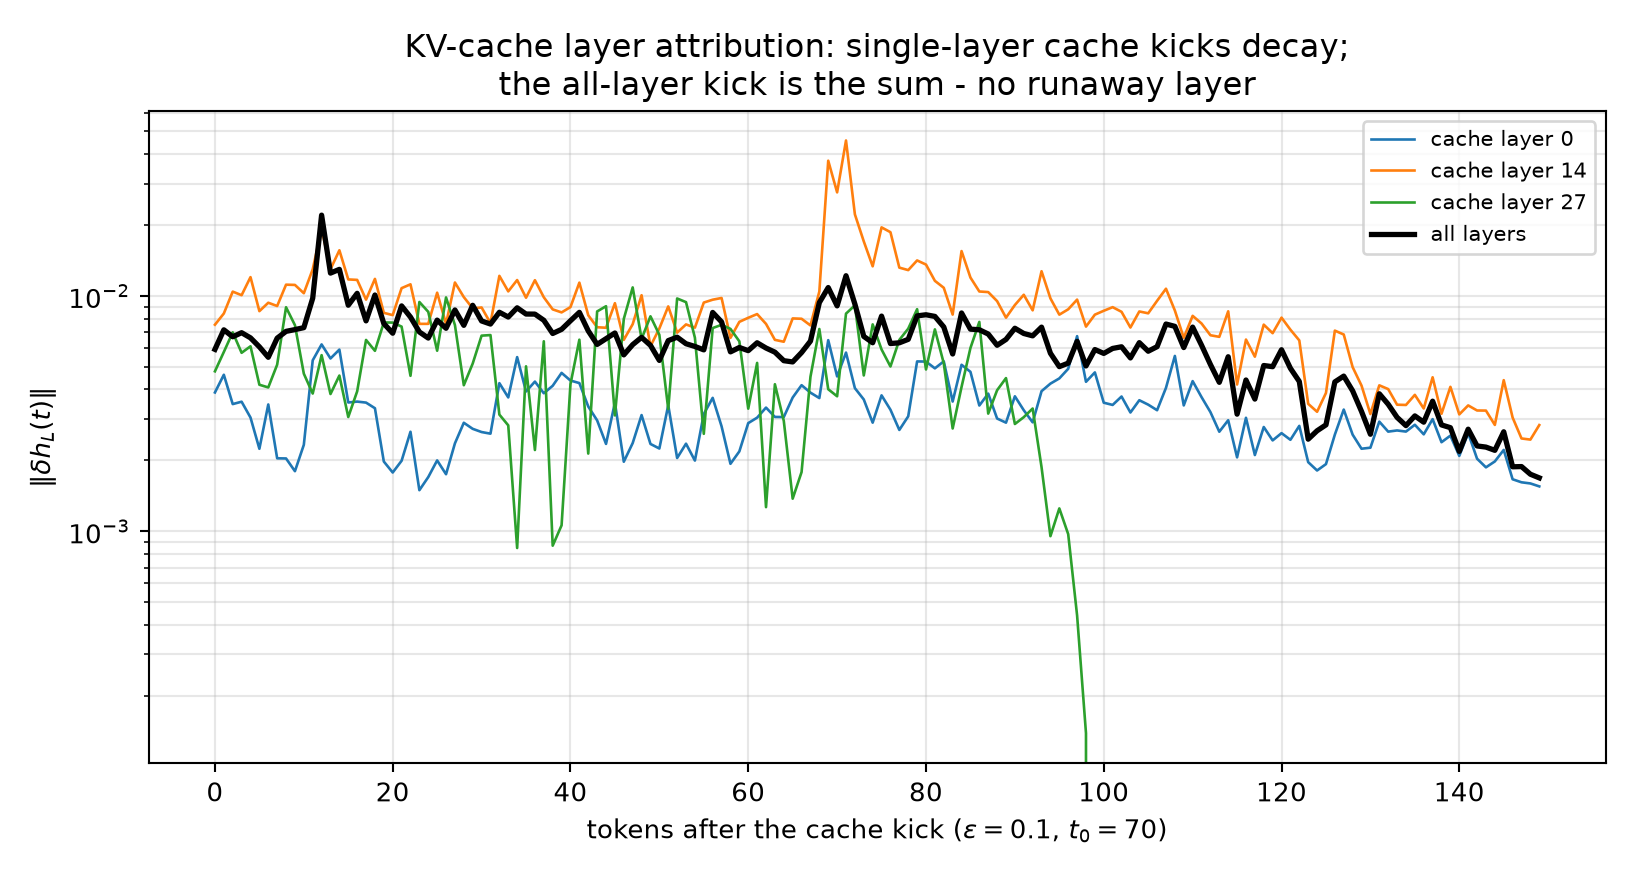 KV-cache layer attribution: single-layer cache kicks decay;
the all-layer kick is the sum - no runaway layer
cache layer 0
cache layer 14
cache layer 27
all layers
‖δh_L(t)‖
10⁻²
10⁻³
0 20 40 60 80 100 120 140
tokens after the cache kick (ε = 0.1, t₀ = 70)